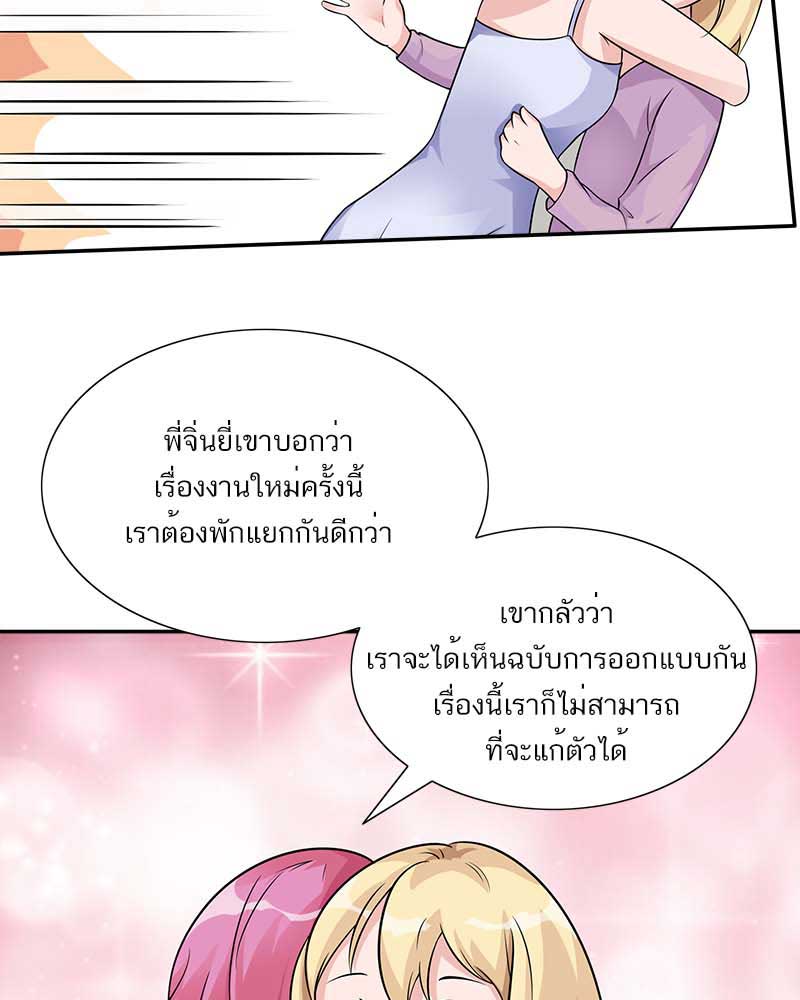 พี่จิ่นยี่เขาบอกว่า
เรื่องงานใหม่ครั้งนี้
เราต้องพักแยกกันดีกว่า
เขากลัวว่า
เราจะได้เห็นฉบับการออกแบบกัน
เรื่องนี้เราก็ไม่สามารถ
ที่จะแก้ตัวได้